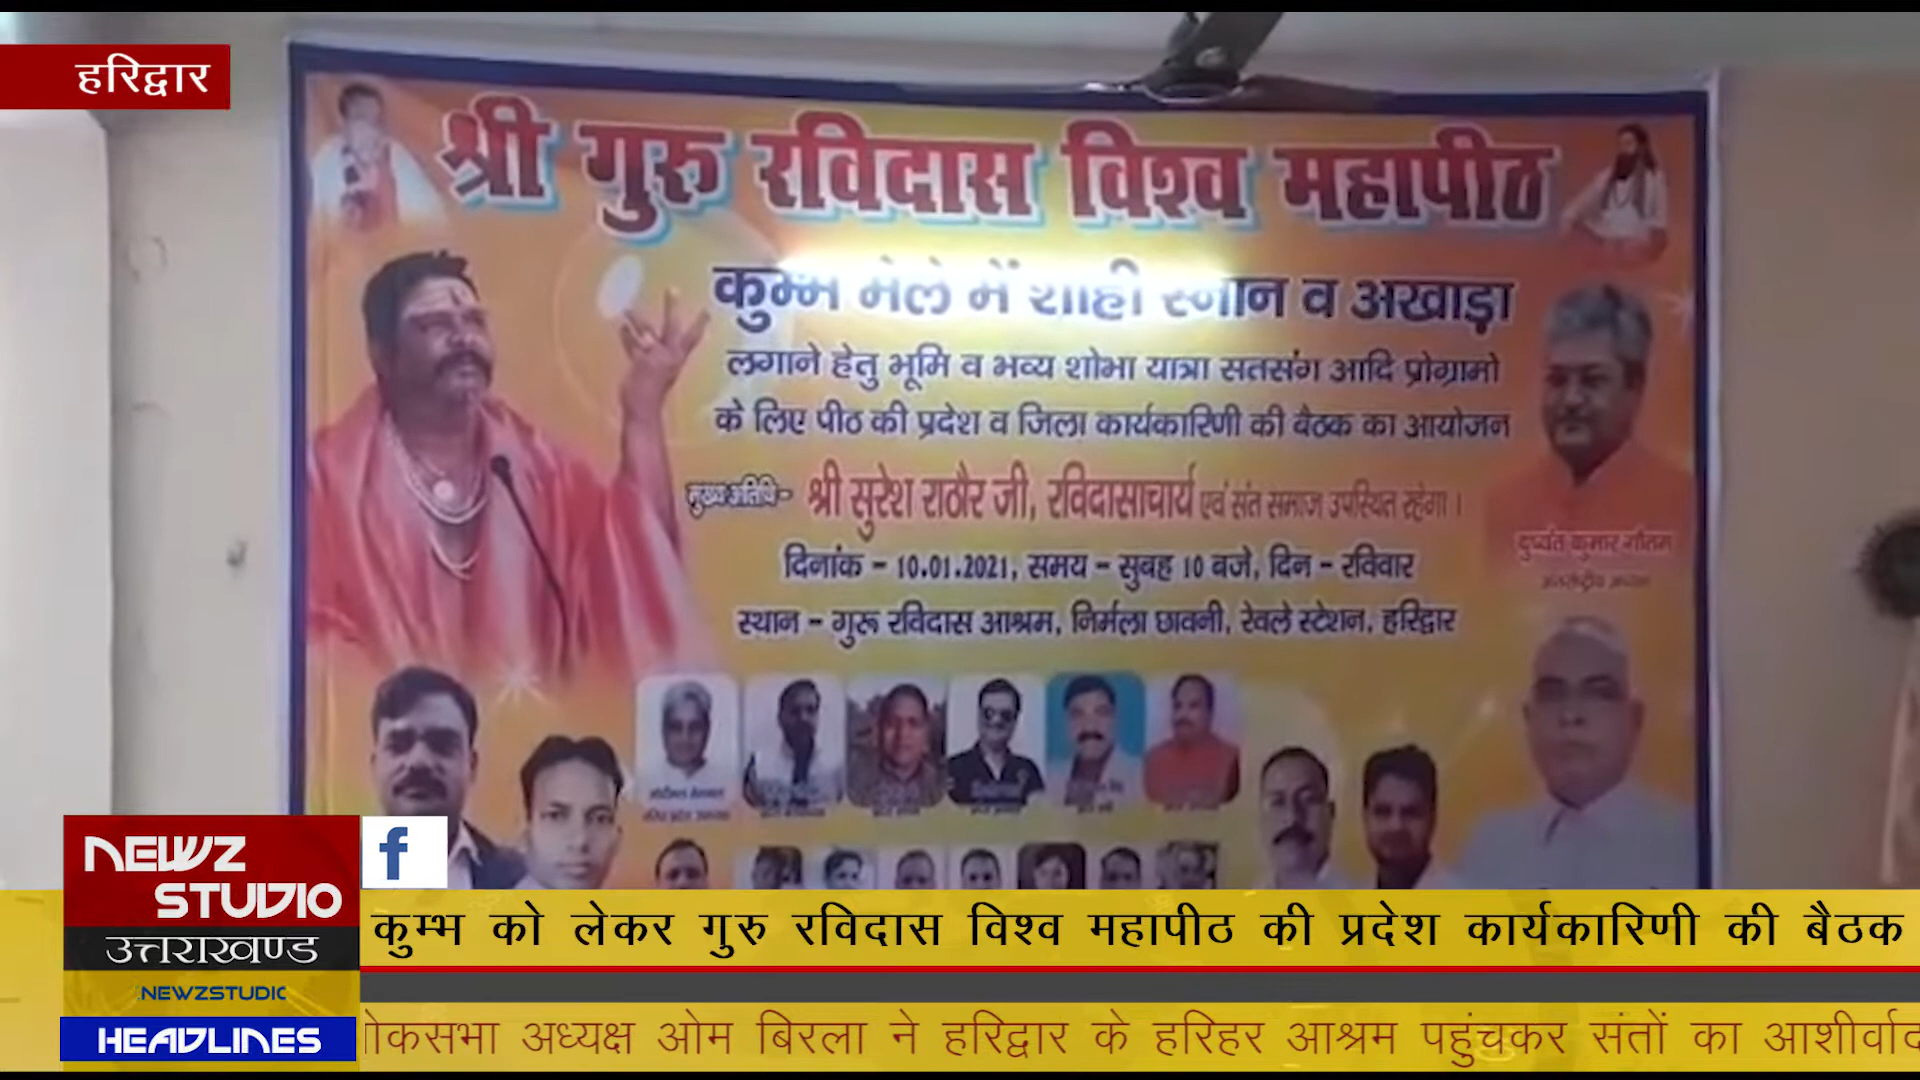 हरिद्वार
श्री गुरु रविदास विश्व महापीठ
कुम्भ मेले में शाही स्नान व अखाड़ा
लगाने हेतु भूमि व भव्य शोभा यात्रा सतसंग आदि प्रोग्रामो
के लिए पीठ की प्रदेश व जिला कार्यकारिणी की बैठक का आयोजन
मुख्य अतिथि - श्री सुरेश राठौर जी, रविदासाचार्य एवं संत समाज उपस्थित रहेगा।
दुष्यंत कुमार गौतम
दिनांक - 10.01.2021, समय - सुबह 10 बजे, दिन - रविवार
स्थान - गुरू रविदास आश्रम, निर्मला छावनी, रेवले स्टेशन, हरिद्वार
NEWZ
STUDIO
उत्तराखण्ड
f
कुम्भ को लेकर गुरु रविदास विश्व महापीठ की प्रदेश कार्यकारिणी की बैठक
NEWZSTUDIO
HEADLINES
ोकसभा अध्यक्ष ओम बिरला ने हरिद्वार के हरिहर आश्रम पहुंचकर संतों का आशीर्वाद